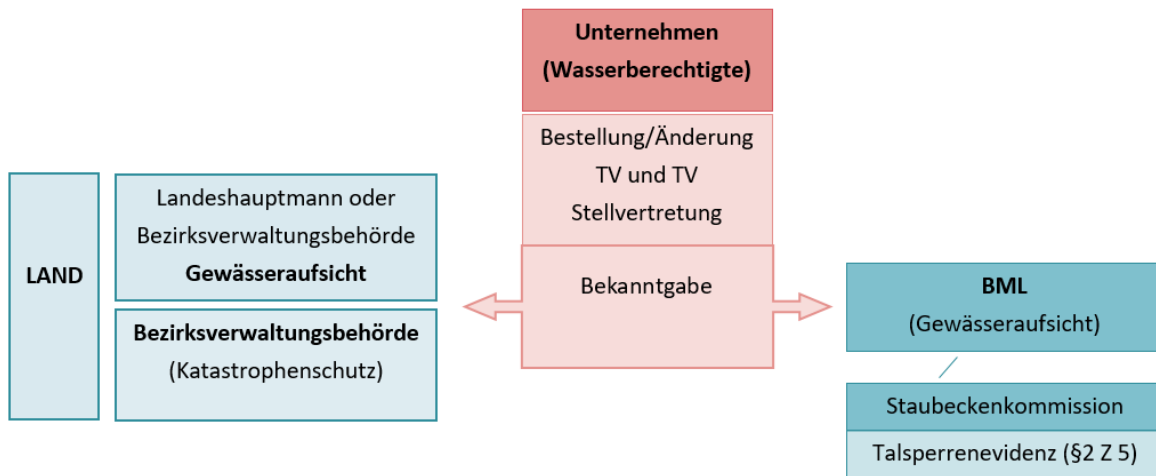 Unternehmen
(Wasserberechtigte)
Bestellung/Änderung
TV und TV
Stellvertretung
Bekanntgabe
LAND
Landeshauptmann oder
Bezirksverwaltungsbehörde
Gewässeraufsicht
Bezirksverwaltungsbehörde
(Katastrophenschutz)
BML
(Gewässeraufsicht)
Staubeckenkommission
Talsperrenevidenz (§2 Z 5)